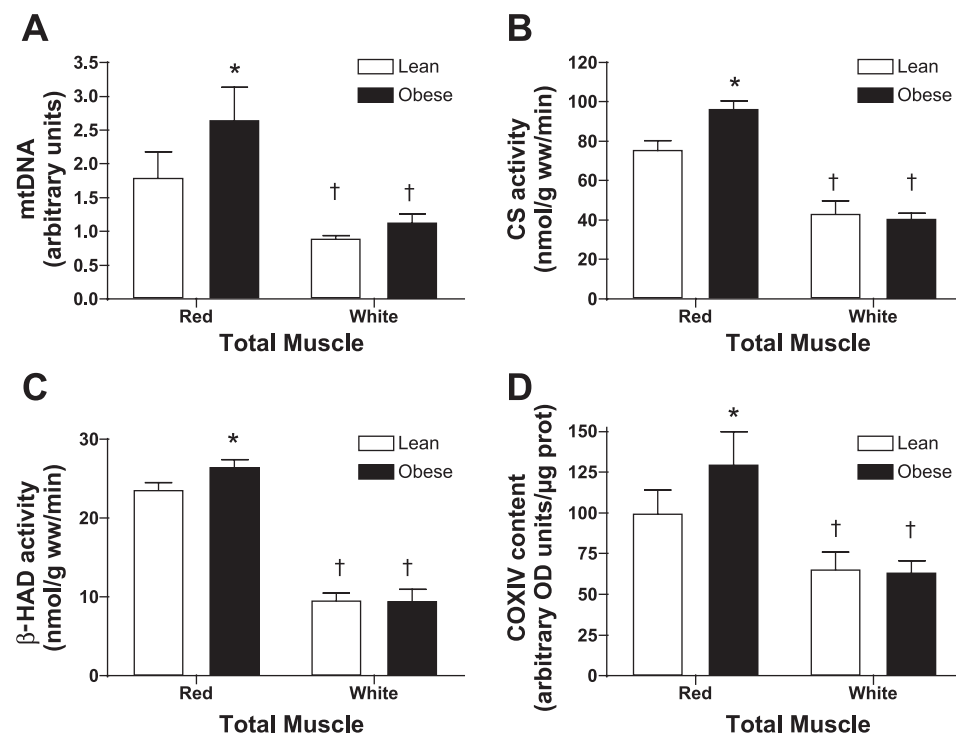 A
mtDNA
(arbitrary units)
3.5
3.0
2.5
2.0
1.5
1.0
0.5
0.0
*
†
†
Lean
Obese
Red
White
Total Muscle
B
CS activity
(nmol/g ww/min)
120
100
80
60
40
20
0
*
†
†
Lean
Obese
Red
White
Total Muscle
C
β-HAD activity
(nmol/g ww/min)
30
20
10
0
*
†
†
Lean
Obese
Red
White
Total Muscle
D
COXIV content
(arbitrary OD units/μg prot)
150
125
100
75
50
25
0
*
†
†
Lean
Obese
Red
White
Total Muscle